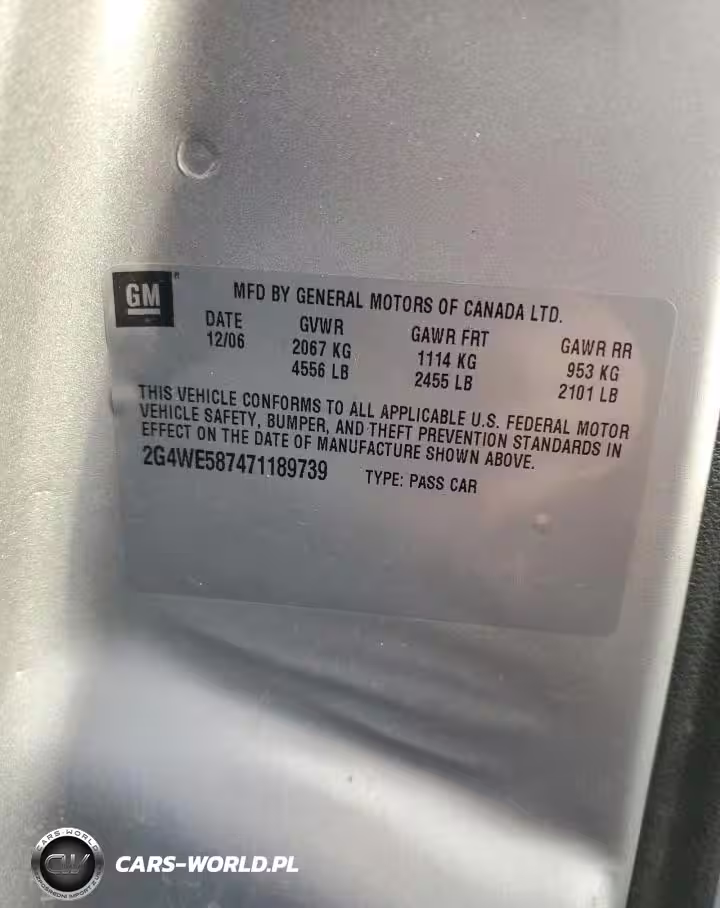 GM
MFD BY GENERAL MOTORS OF CANADA LTD.
DATE GVWR GAWR FRT GAWR RR
12/06 2067 KG 1114 KG 953 KG
4556 LB 2455 LB 2101 LB
THIS VEHICLE CONFORMS TO ALL APPLICABLE U.S. FEDERAL MOTOR
VEHICLE SAFETY, BUMPER, AND THEFT PREVENTION STANDARDS IN
EFFECT ON THE DATE OF MANUFACTURE SHOWN ABOVE.
2G4WE587471189739 TYPE: PASS CAR
CARS-WORLD
CW
CARS-WORLD.PL